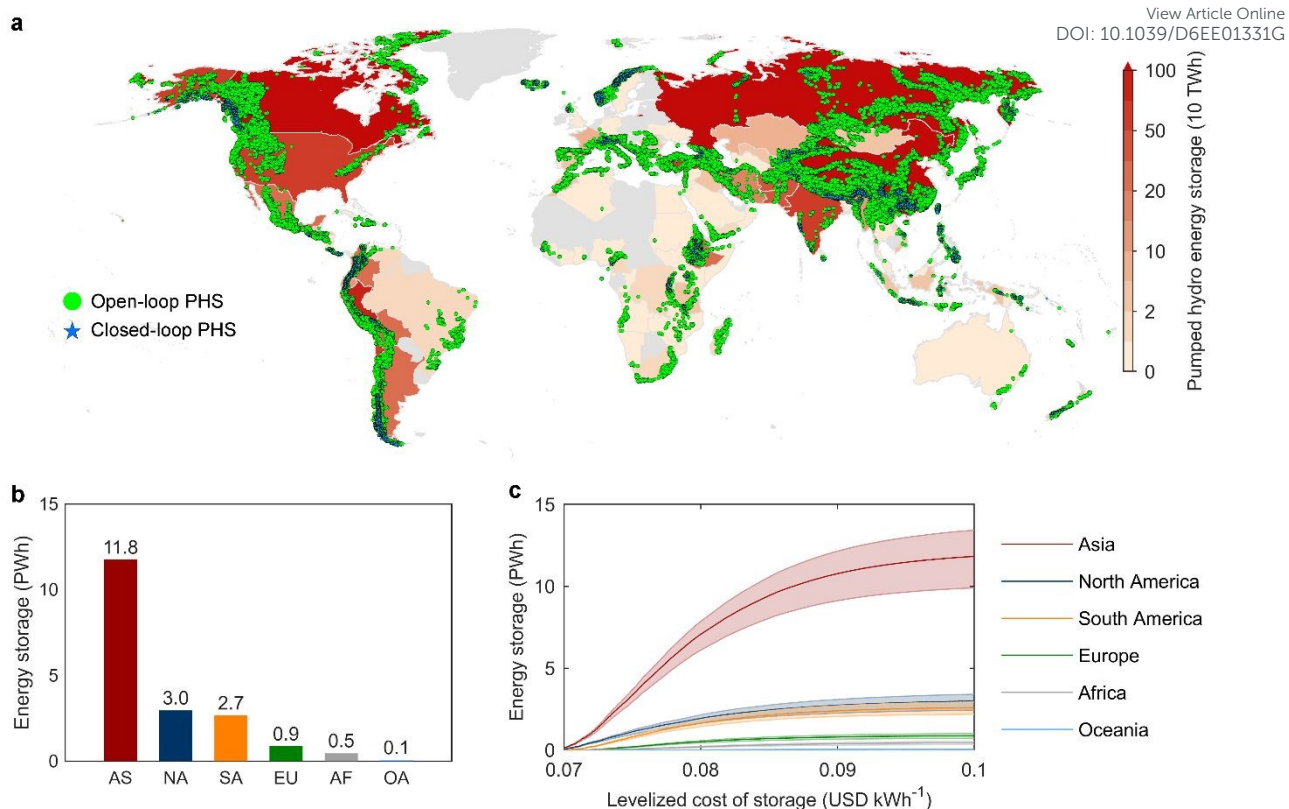 View Article Online
DOI: 10.1039/D6EE01331G
a
Open-loop PHS
Closed-loop PHS
100
50
20
10
2
0
Pumped hydro energy storage (10 TWh)
b
Energy storage (PWh)
15
10
5
0
11.8
3.0
2.7
0.9
0.5
0.1
AS
NA
SA
EU
AF
OA
c
Energy storage (PWh)
15
10
5
0
0.07
0.08
0.09
0.1
Levelized cost of storage (USD kWh⁻¹)
Asia
North America
South America
Europe
Africa
Oceania